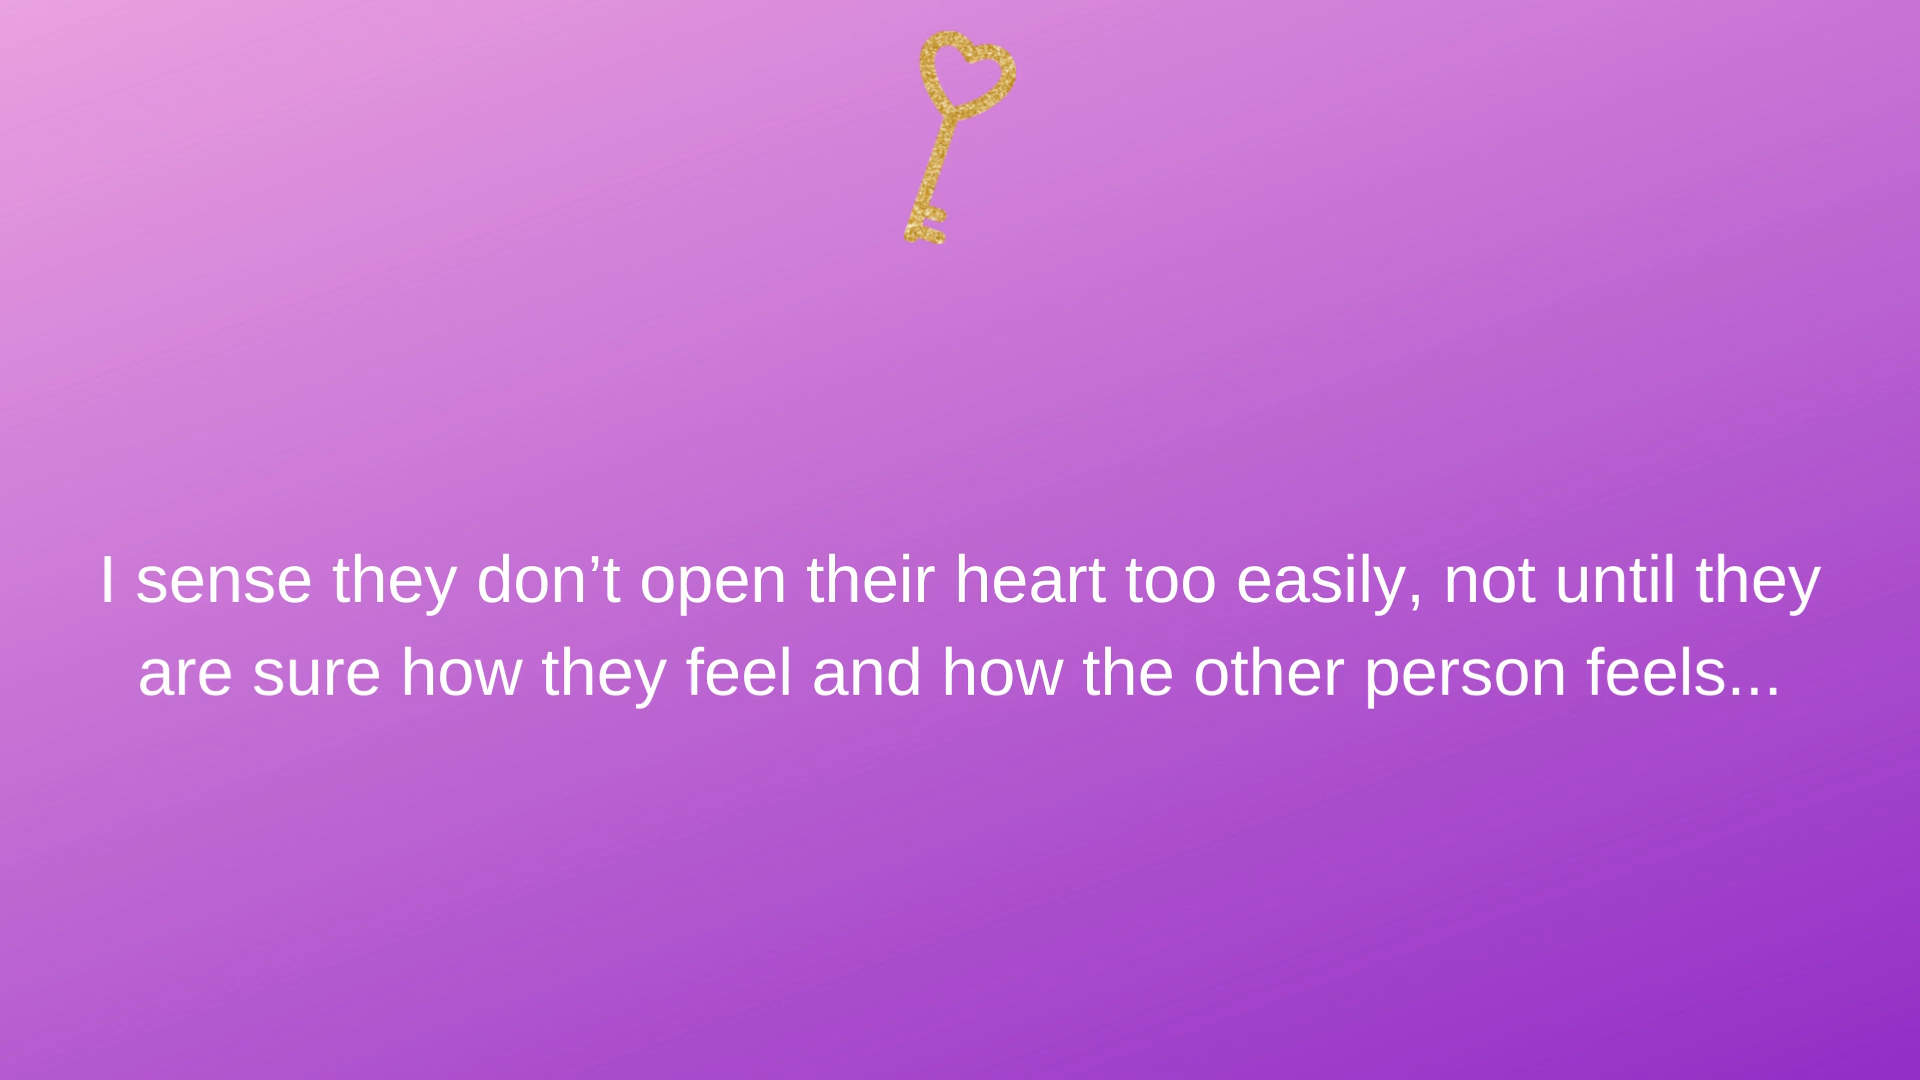 I sense they don’t open their heart too easily, not until they
are sure how they feel and how the other person feels...